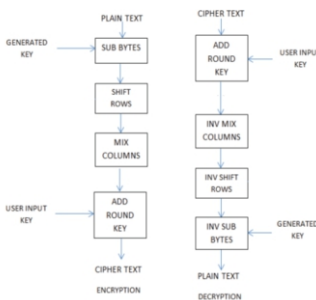 PLAIN TEXT
GENERATED
KEY
SUB BYTES
SHIFT
ROWS
MIX
COLUMNS
USER INPUT
KEY
ADD
ROUND
KEY
CIPHER TEXT
ENCRYPTION
CIPHER TEXT
ADD
ROUND
KEY
USER INPU
KEY
INV MIX
COLUMNS
INV SHIFT
ROWS
INV SUB
BYTES
GENERATED
KEY
PLAIN TEXT
DECRYPTION